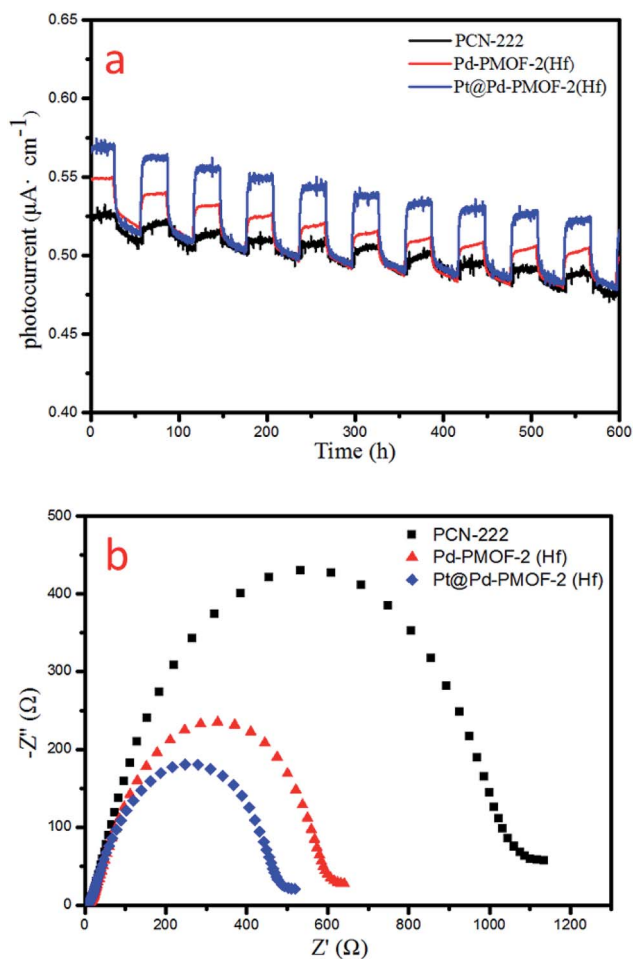 a
PCN-222
Pd-PMOF-2(Hf)
Pt@Pd-PMOF-2(Hf)
photocurrent (μA· cm⁻¹)
0.65
0.60
0.55
0.50
0.45
0.40
0 100 200 300 400 500 600
Time (h)
b
PCN-222
Pd-PMOF-2 (Hf)
Pt@Pd-PMOF-2 (Hf)
-Z" (Ω)
500
400
300
200
100
0
0 200 400 600 800 1000 1200
Z' (Ω)